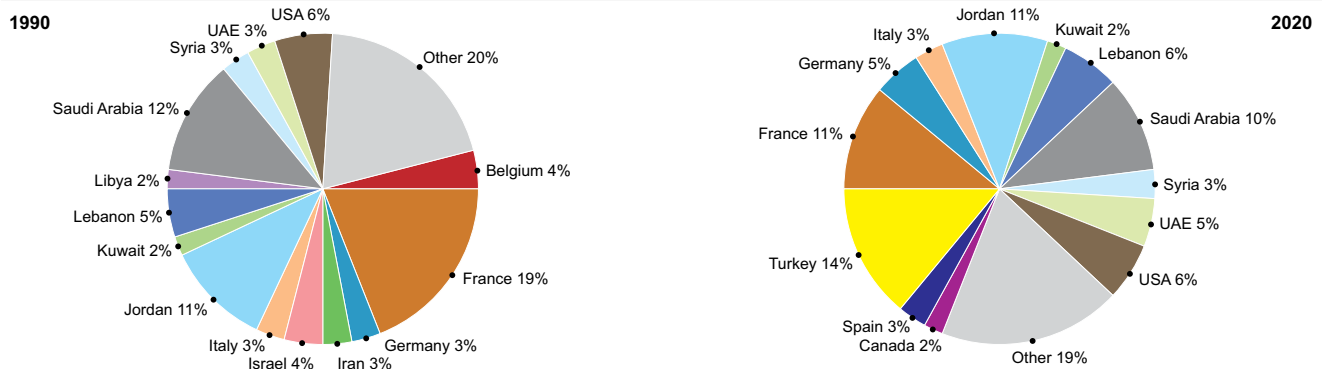 1990
USA 6%
UAE 3%
Syria 3%
Other 20%
Saudi Arabia 12%
Belgium 4%
Libya 2%
Lebanon 5%
Kuwait 2%
France 19%
Jordan 11%
Italy 3%
Israel 4%
Iran 3%
Germany 3%
2020
Jordan 11%
Kuwait 2%
Italy 3%
Lebanon 6%
Germany 5%
Saudi Arabia 10%
France 11%
Syria 3%
UAE 5%
Turkey 14%
USA 6%
Spain 3%
Canada 2%
Other 19%